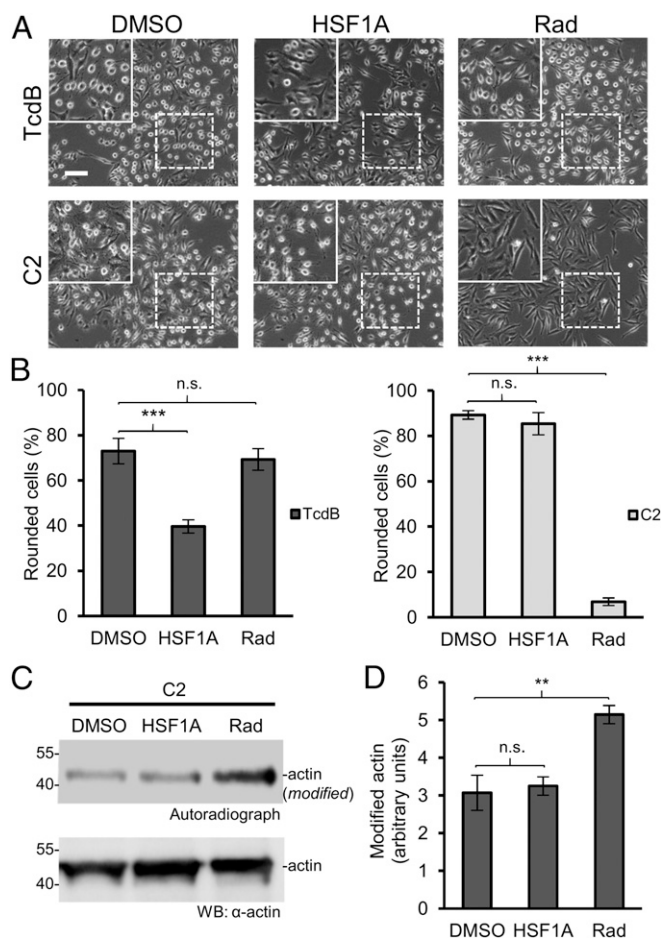 A
DMSO HSF1A Rad
TcdB
C2
B
n.s.
***
100
80
60
40
20
0
Rounded cells (%)
DMSO HSF1A Rad
TcdB
***
n.s.
100
80
60
40
20
0
Rounded cells (%)
DMSO HSF1A Rad
C2
C
C2
DMSO HSF1A Rad
55-
40-
-actin
(modified)
Autoradiograph
55-
40-
-actin
WB: α-actin
D
**
n.s.
6
5
4
3
2
1
0
Modified actin
(arbitrary units)
DMSO HSF1A Rad